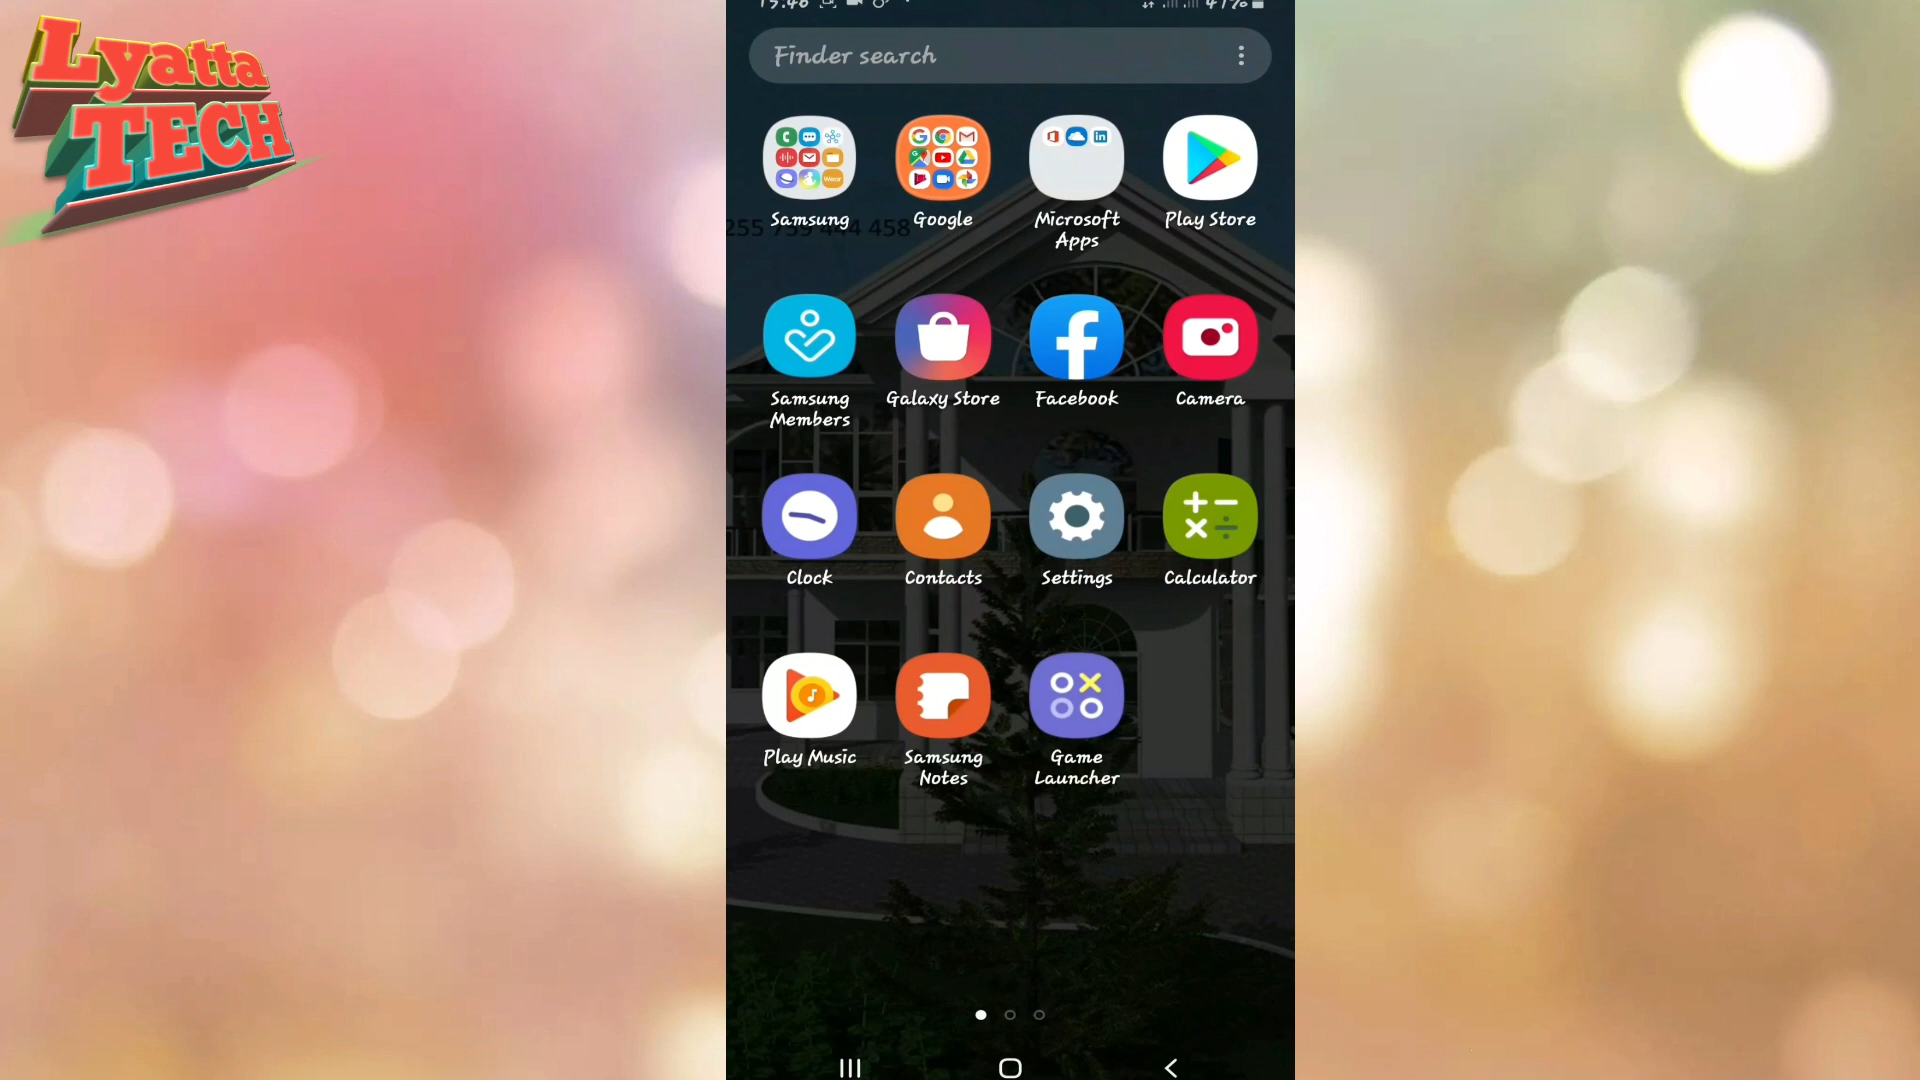 Lyatta
TECH
Finder search
Samsung
Google
Microsoft
Apps
Play Store
Samsung
Members
Galaxy Store
Facebook
Camera
Clock
Contacts
Settings
Calculator
Play Music
Samsung
Notes
Game
Launcher